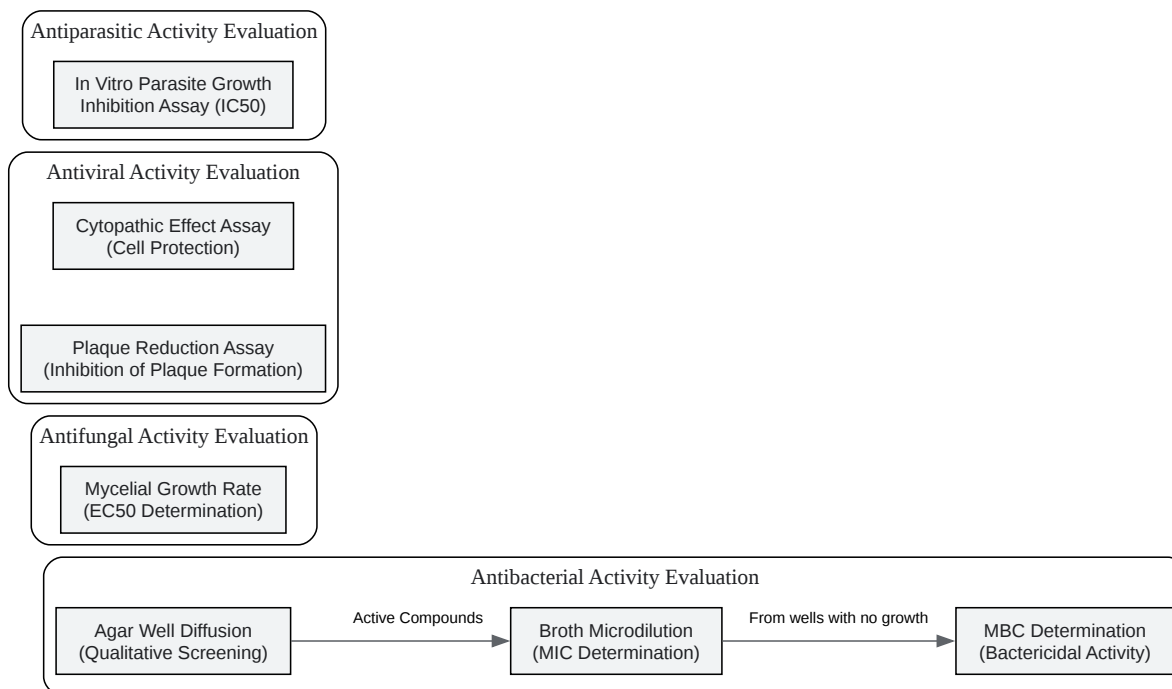 Antiparasitic Activity Evaluation
In Vitro Parasite Growth
Inhibition Assay (IC50)
Antiviral Activity Evaluation
Cytopathic Effect Assay
(Cell Protection)
Plaque Reduction Assay
(Inhibition of Plaque Formation)
Antifungal Activity Evaluation
Mycelial Growth Rate
(EC50 Determination)
Antibacterial Activity Evaluation
Agar Well Diffusion
(Qualitative Screening)
Active Compounds
Broth Microdilution
(MIC Determination)
From wells with no growth
MBC Determination
(Bactericidal Activity)